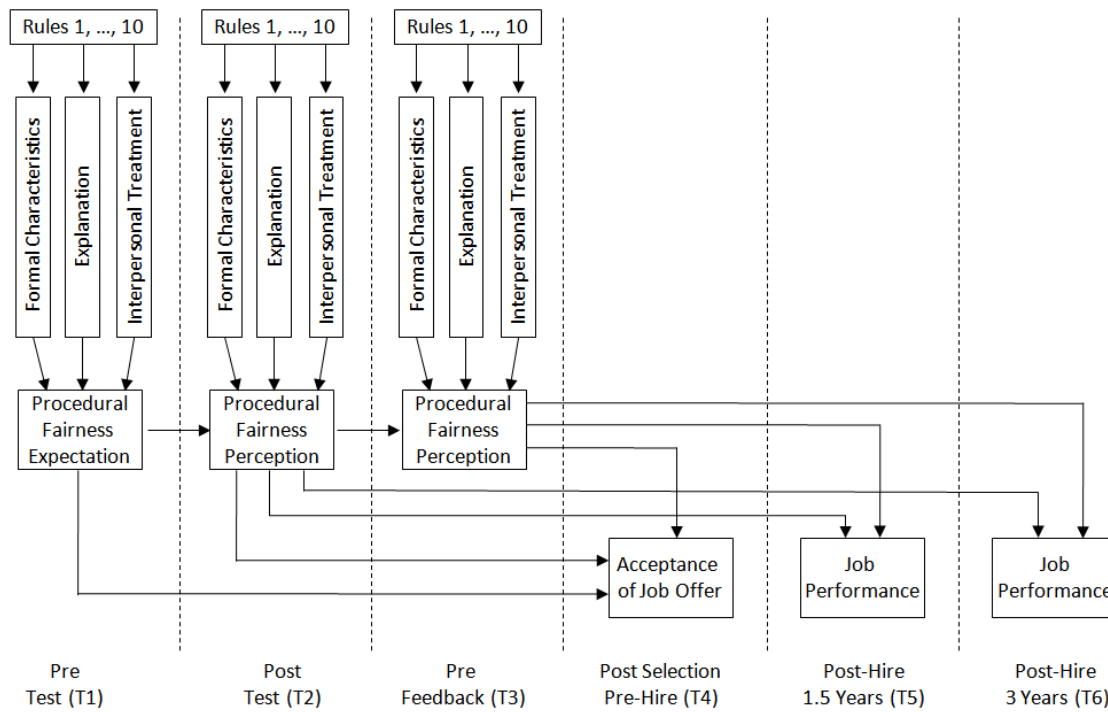 Rules 1, ..., 10
Rules 1, ..., 10
Rules 1, ..., 10
Formal Characteristics
Explanation
Interpersonal Treatment
Formal Characteristics
Explanation
Interpersonal Treatment
Formal Characteristics
Explanation
Interpersonal Treatment
Procedural
Fairness
Expectation
Procedural
Fairness
Perception
Procedural
Fairness
Perception
Acceptance
of Job Offer
Job
Performance
Job
Performance
Pre
Test (T1)
Post
Test (T2)
Pre
Feedback (T3)
Post Selection
Pre-Hire (T4)
Post-Hire
1.5 Years (T5)
Post-Hire
3 Years (T6)